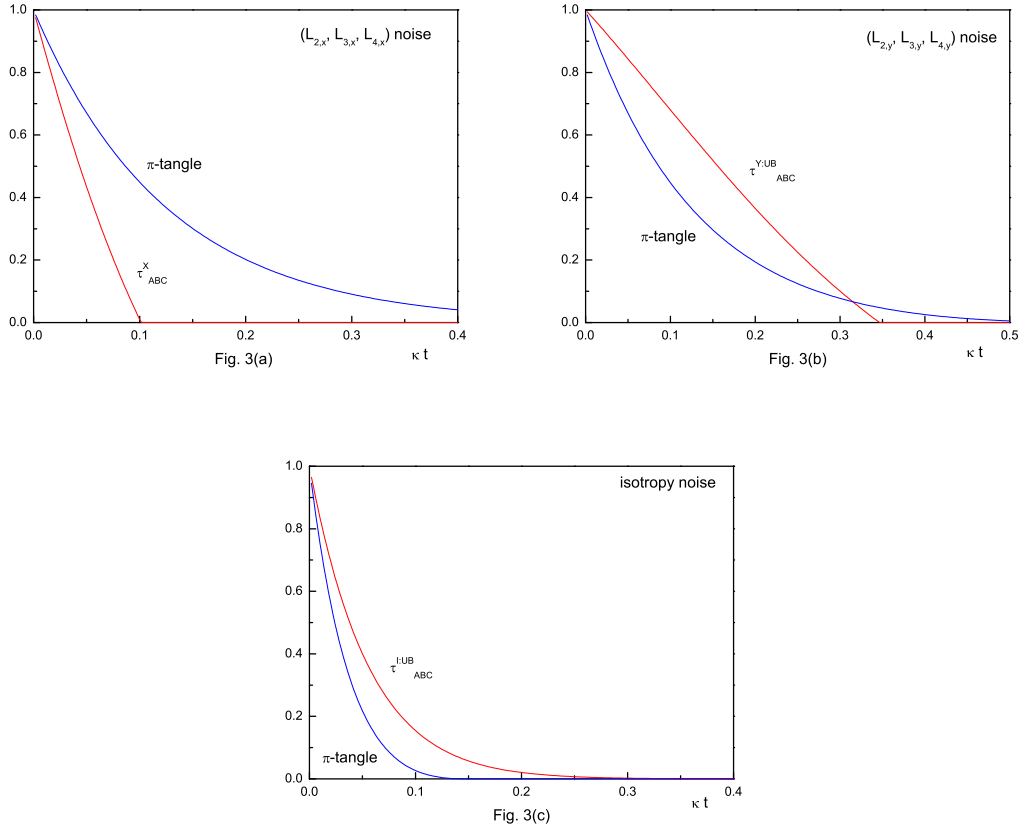 (L2,x, L3,x, L4,x) noise
1.0
0.8
0.6
0.4
0.2
0.0
π-tangle
τ^X_ABC
0.0 0.1 0.2 0.3 0.4
Fig. 3(a)
κ t
(L2,y, L3,y, L4,y) noise
1.0
0.8
0.6
0.4
0.2
0.0
τ^Y:UB_ABC
π-tangle
0.0 0.1 0.2 0.3 0.4 0.5
Fig. 3(b)
κ t
isotropy noise
1.0
0.8
0.6
0.4
0.2
0.0
τ^I:UB_ABC
π-tangle
0.0 0.1 0.2 0.3 0.4
κ t
Fig. 3(c)